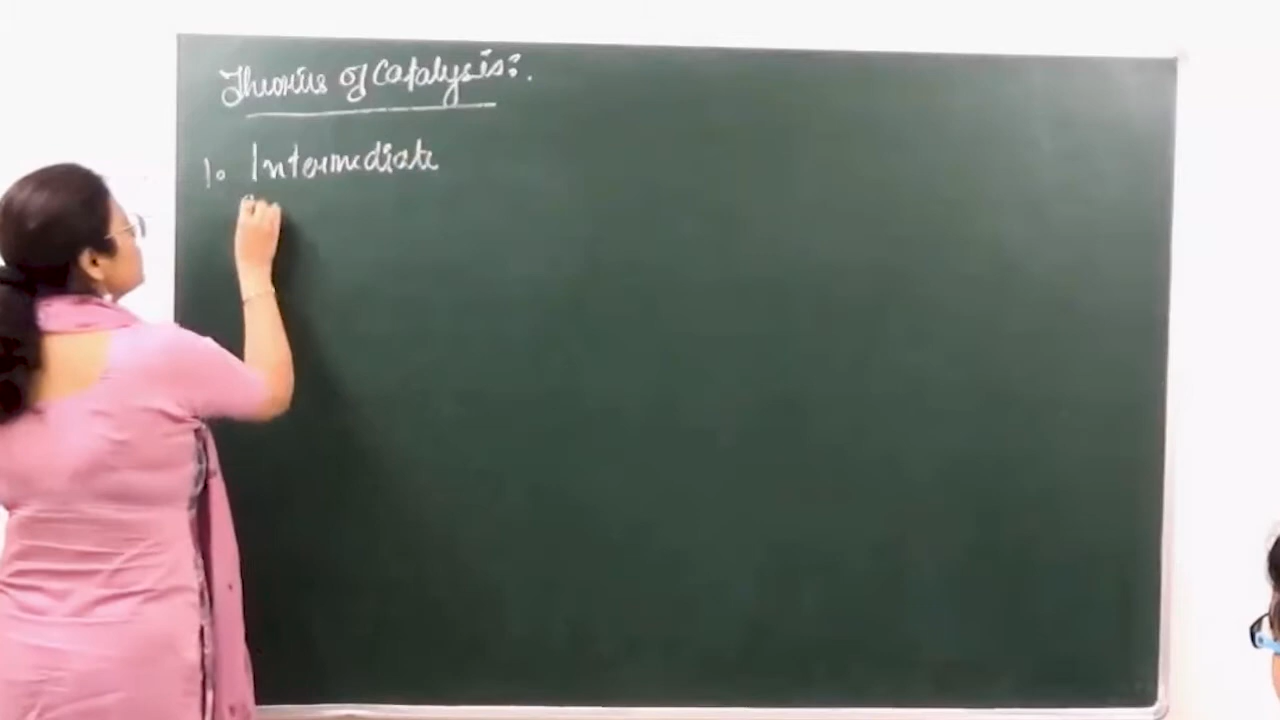 Theories of Catalysis:.
1. Intermediate